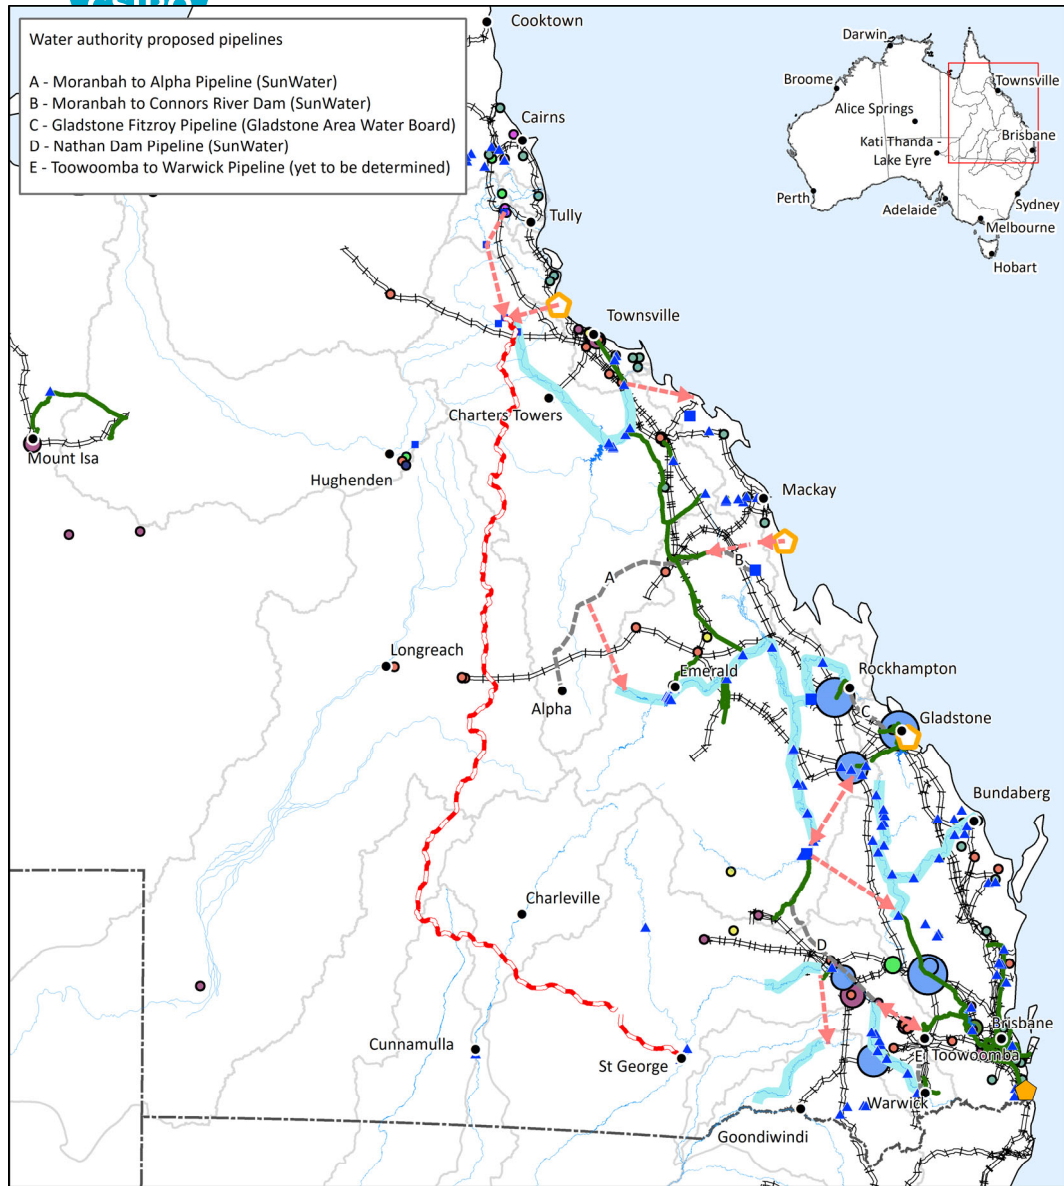 Water authority proposed pipelines
A - Moranbah to Alpha Pipeline (SunWater)
B - Moranbah to Connors River Dam (SunWater)
C - Gladstone Fitzroy Pipeline (Gladstone Area Water Board)
D - Nathan Dam Pipeline (SunWater)
E - Toowoomba to Warwick Pipeline (yet to be determined)
Cooktown
Cairns
Tully
Townsville
Charters Towers
Mount Isa
Hughenden
Mackay
B
A
Longreach
Emerald
Alpha
Rockhampton
C
Gladstone
Bundaberg
Charleville
D
Brisbane
Cunnamulla
St George
E
Toowoomba
Warwick
Goondiwindi
Darwin
Broome
Townsville
Alice Springs
Brisbane
Kati Thanda -
Lake Eyre
Perth
Adelaide
Sydney
Melbourne
Hobart